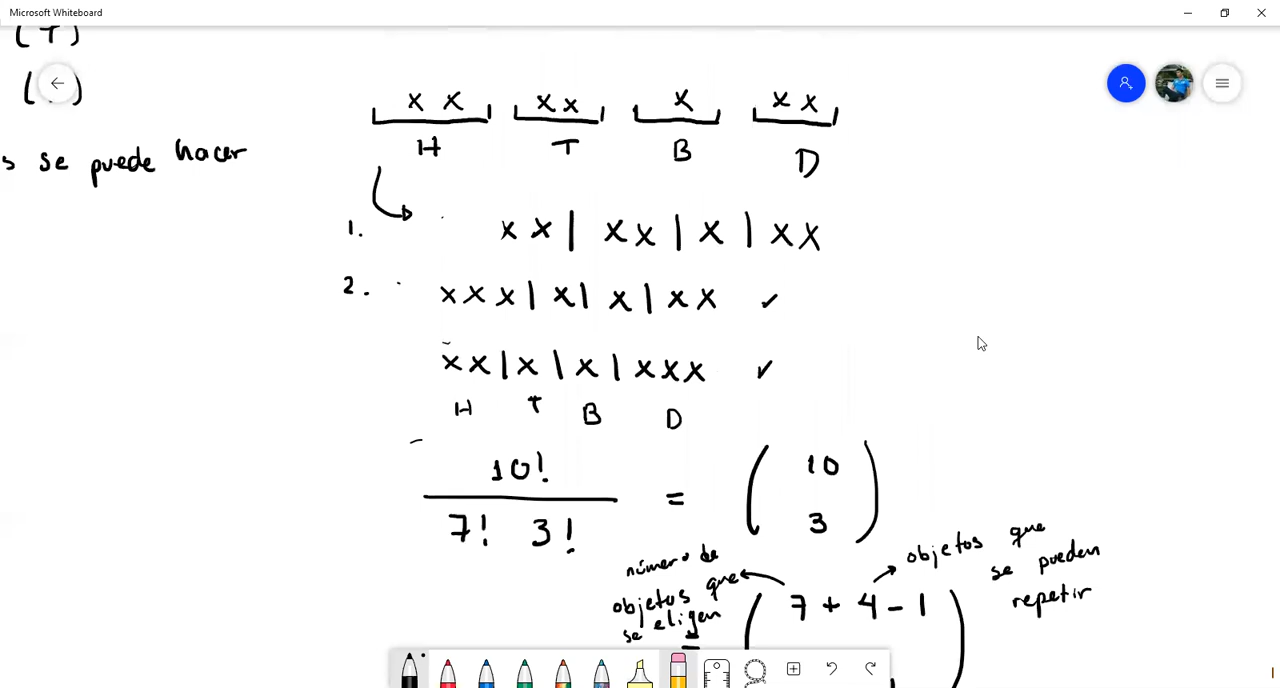 Microsoft Whiteboard
(T)
s se puede hacer
x x   x x   x   x x
H   T   B   D
1. x x | x x | x | x x
2. x x x | x | x | x x ✓
x x | x | x | x x x ✓
H T B D
10! / 7! 3! = ( 10 3 )
número de objetos que se eligen
objetos que se pueden repetir
= ( 7 + 4 - 1 )